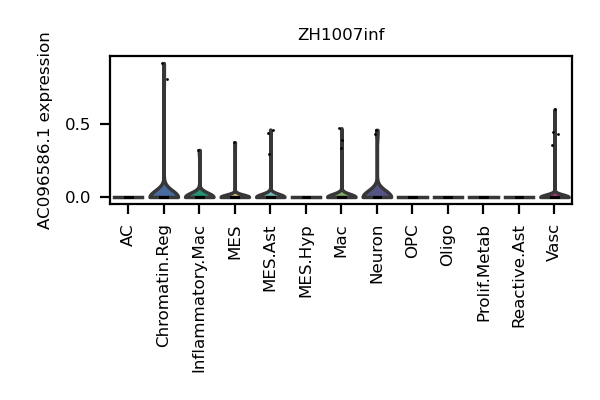 ZH1007inf
AC096586.1 expression
0.5
0.0
AC
Chromatin.Reg
Inflammatory.Mac
MES
MES.Ast
MES.Hyp
Mac
Neuron
OPC
Oligo
Prolif.Metab
Reactive.Ast
Vasc